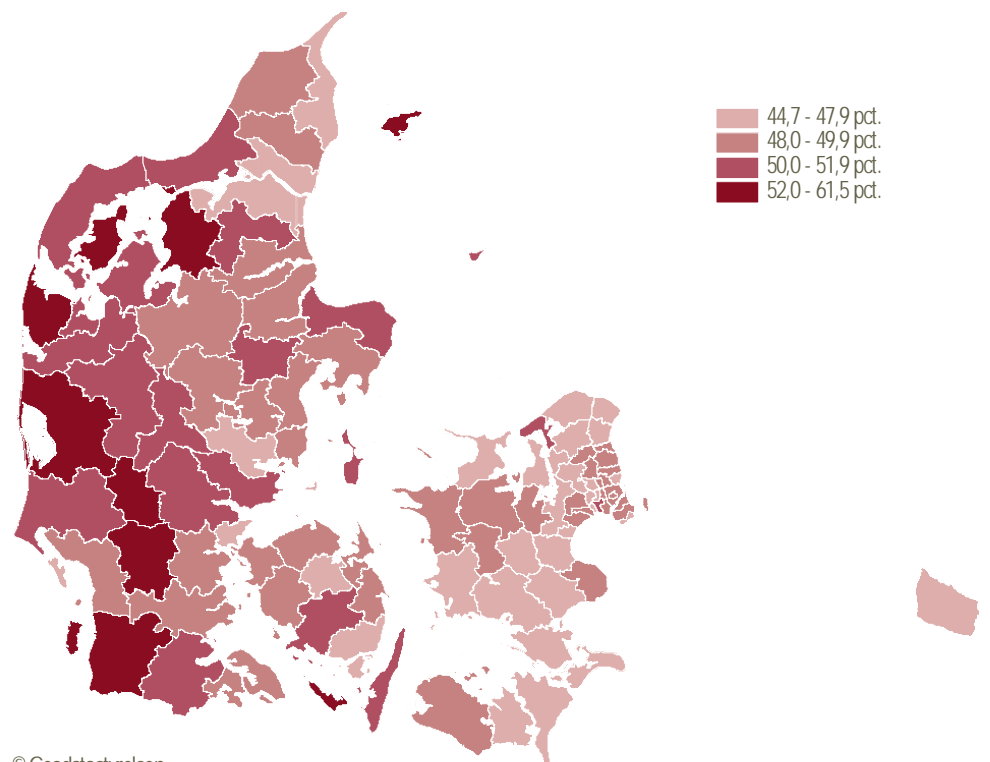 44,7 - 47,9 pct.
48,0 - 49,9 pct.
50,0 - 51,9 pct.
52,0 - 61,5 pct.
©